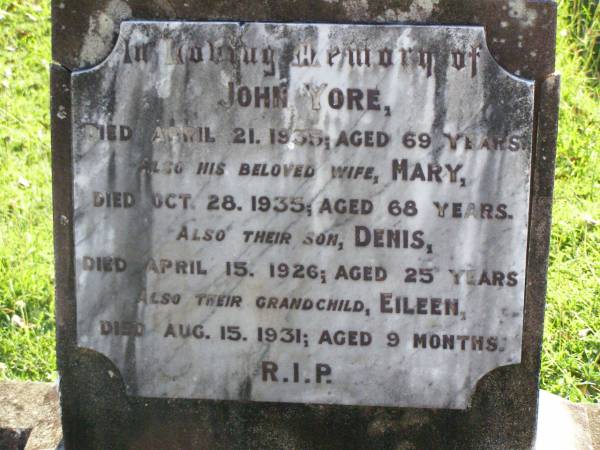 In Loving Memory of
JOHN YORE,
DIED APRIL 21. 1935; AGED 69 YEARS.
ALSO HIS BELOVED WIFE, MARY,
DIED OCT. 28. 1935; AGED 68 YEARS.
ALSO THEIR SON, DENIS,
DIED APRIL 15. 1926; AGED 25 YEARS
ALSO THEIR GRANDCHILD, EILEEN,
DIED AUG. 15. 1931; AGED 9 MONTHS.
R.I.P.